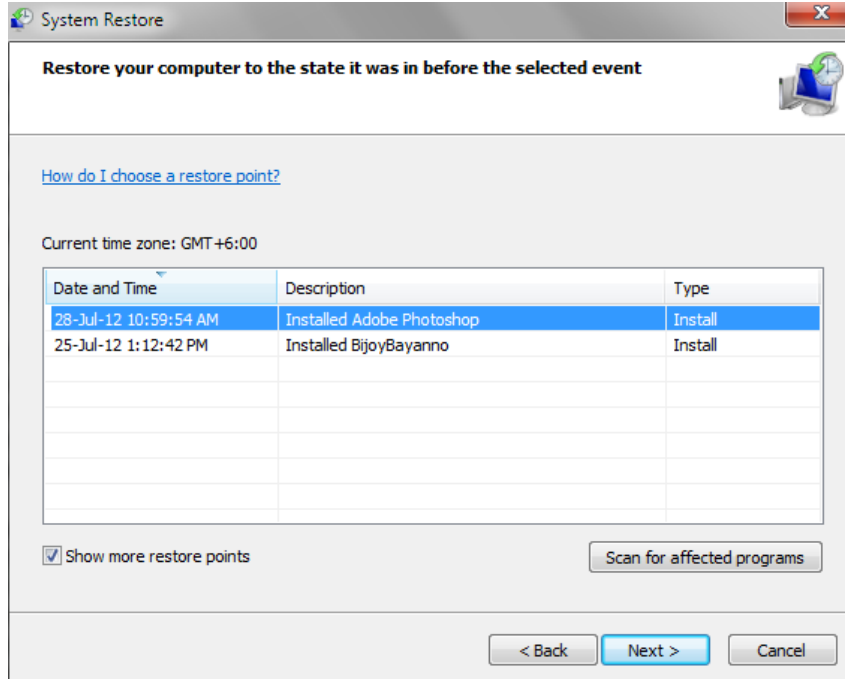 System Restore
Restore your computer to the state it was in before the selected event
How do I choose a restore point?
Current time zone: GMT+6:00
Date and Time Description Type
28-Jul-12 10:59:54 AM Installed Adobe Photoshop Install
25-Jul-12 1:12:42 PM Installed BijoyBayanno Install
Show more restore points Scan for affected programs
< Back Next > Cancel